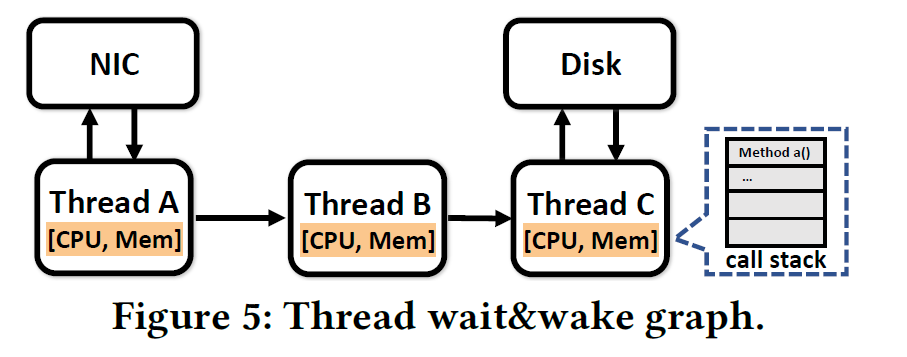 NIC
Disk
Thread A
[CPU, Mem]
Thread B
[CPU, Mem]
Thread C
[CPU, Mem]
Method a()
...
call stack
Figure 5: Thread wait&wake graph.